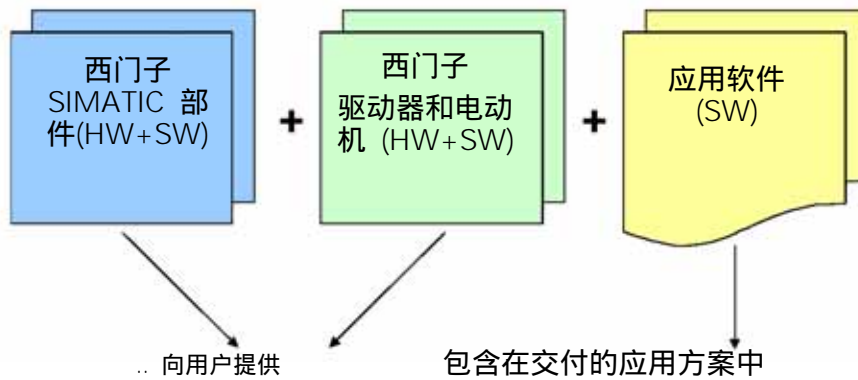 西门子
SIMATIC 部
件(HW+SW)
+
西门子
驱动器和电动
机 (HW+SW)
+
应用软件
(SW)
.. 向用户提供
包含在交付的应用方案中